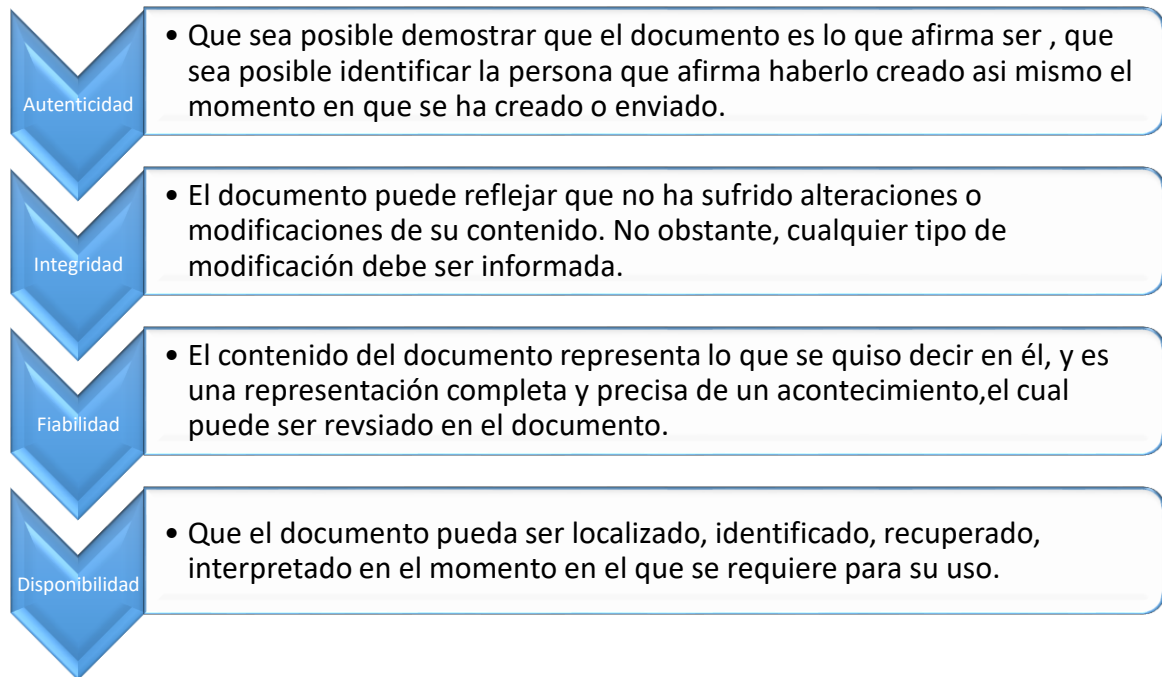 Autenticidad
• Que sea posible demostrar que el documento es lo que afirma ser , que
sea posible identificar la persona que afirma haberlo creado asi mismo el
momento en que se ha creado o enviado.
Integridad
• El documento puede reflejar que no ha sufrido alteraciones o
modificaciones de su contenido. No obstante, cualquier tipo de
modificación debe ser informada.
Fiabilidad
• El contenido del documento representa lo que se quiso decir en él, y es
una representación completa y precisa de un acontecimiento,el cual
puede ser revsiado en el documento.
Disponibilidad
• Que el documento pueda ser localizado, identificado, recuperado,
interpretado en el momento en el que se requiere para su uso.